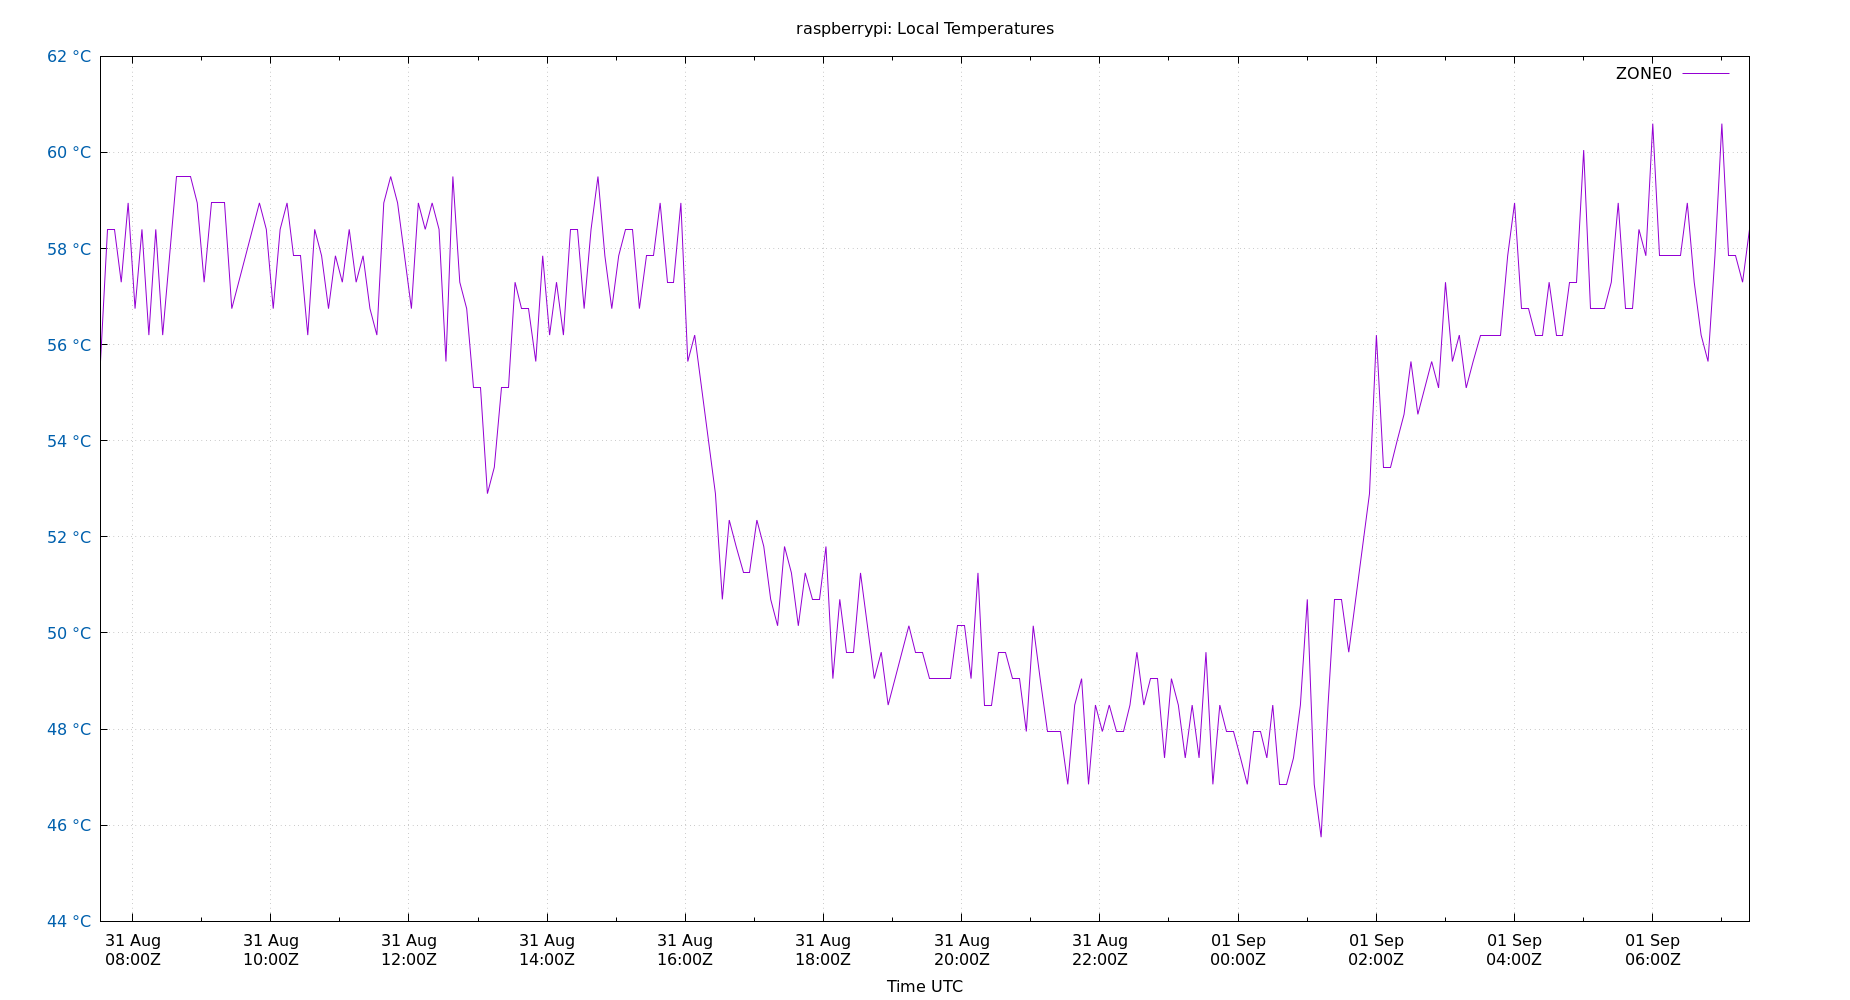 raspberrypi: Local Temperatures
62 °C
ZONE0
60 °C
58 °C
56 °C
54 °C
52 °C
50 °C
48 °C
46 °C
44 °C
31 Aug 31 Aug 31 Aug 31 Aug 31 Aug 31 Aug 31 Aug 31 Aug 01 Sep 01 Sep 01 Sep 01 Sep
08:00Z 10:00Z 12:00Z 14:00Z 16:00Z 18:00Z 20:00Z 22:00Z 00:00Z 02:00Z 04:00Z 06:00Z
Time UTC